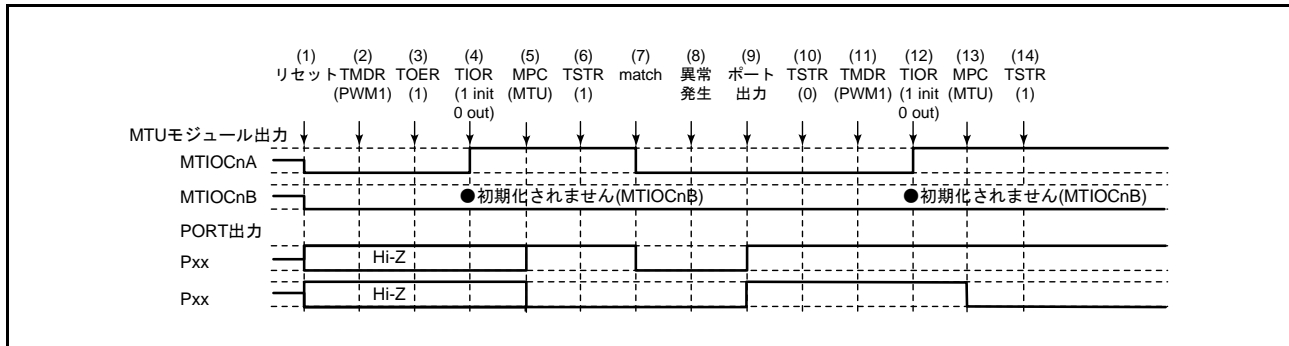 (1) (2) (3) (4) (5) (6) (7) (8) (9) (10) (11) (12) (13) (14)
リセット TMDR TOER TIOR MPC TSTR match 異常 ポート TSTR TMDR TIOR MPC TSTR
(PWM1) (1) (1 init (MTU) (1) 発生 出力 (0) (PWM1) (1 init (MTU) (1)
0 out) 0 out)
MTUモジュール出力
MTIOCnA
MTIOCnB ●初期化されません(MTIOCnB) ●初期化されません(MTIOCnB)
PORT出力
Pxx Hi-Z
Pxx Hi-Z